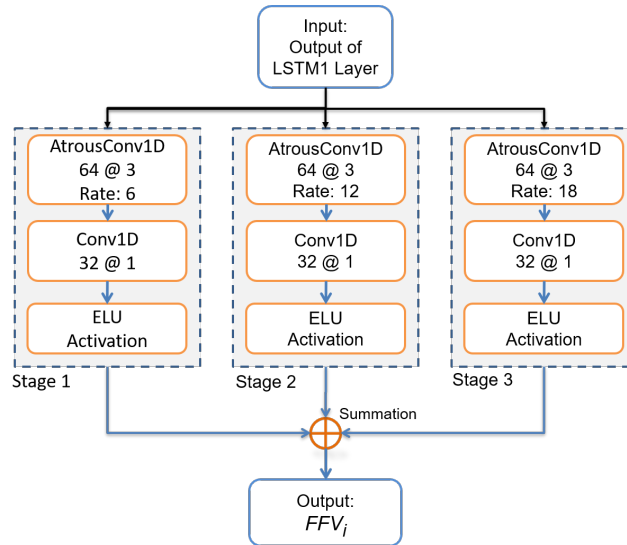 Input:
Output of
LSTM1 Layer
AtrousConv1D
64 @ 3
Rate: 6
Conv1D
32 @ 1
ELU
Activation
Stage 1
AtrousConv1D
64 @ 3
Rate: 12
Conv1D
32 @ 1
ELU
Activation
Stage 2
AtrousConv1D
64 @ 3
Rate: 18
Conv1D
32 @ 1
ELU
Activation
Stage 3
Summation
Output:
FFVi